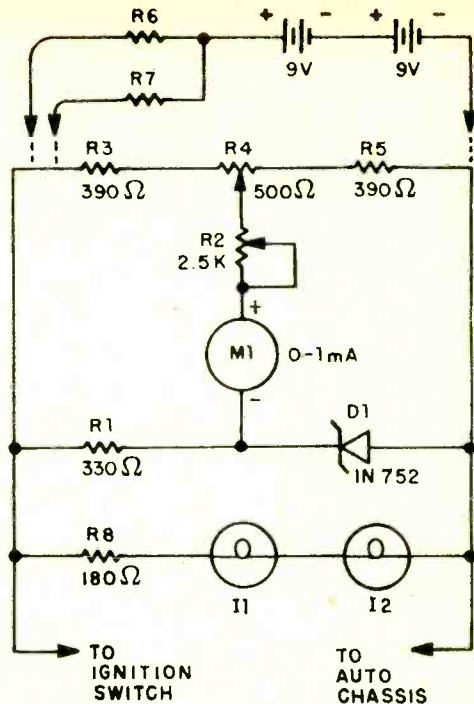 R6
+ - + -
9V 9V
R7
R3 R4 R5
390Ω 500Ω 390Ω
R2
2.5K
+
M1 0-1mA
-
R1 D1
330Ω IN 752
R8
180Ω I1 I2
TO IGNITION SWITCH
TO AUTO CHASSIS